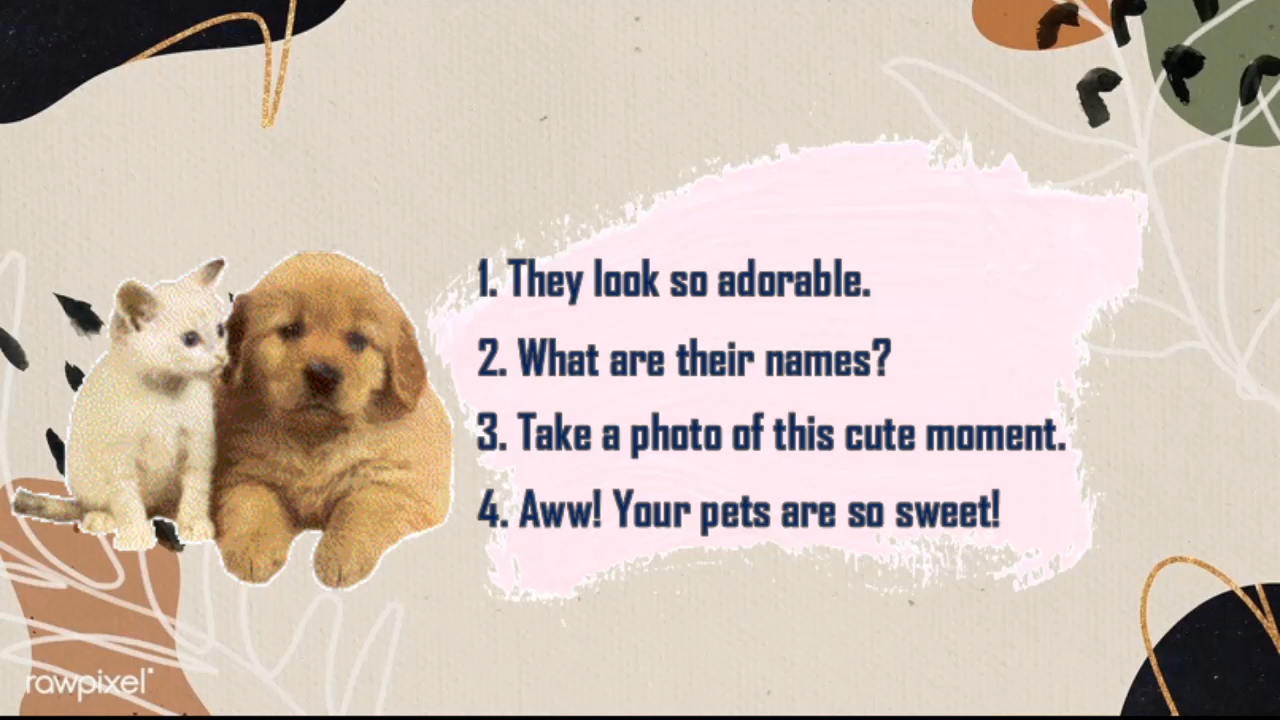 1. They look so adorable.
2. What are their names?
3. Take a photo of this cute moment.
4. Aww! Your pets are so sweet!
rawpixel